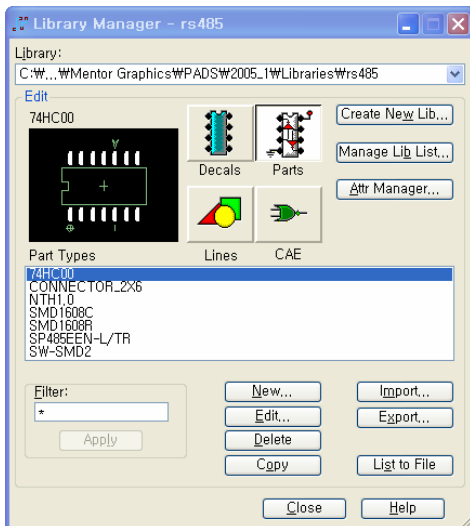 Library Manager - rs485
Library:
C:₩,,,₩Mentor Graphics₩PADS₩2005_1₩Libraries₩rs485
Edit
74HC00
Decals
Parts
Lines
CAE
Create New Lib,,,
Manage Lib List,,,
Attr Manager,,,
Part Types
74HC00
CONNECTOR_2X6
NTH1,0
SMD1608C
SMD1608R
SP485EEN-L/TR
SW-SMD2
Filter:
*
Apply
New,,,
Edit,,,
Delete
Copy
Import,,,
Export,,,
List to File
Close
Help